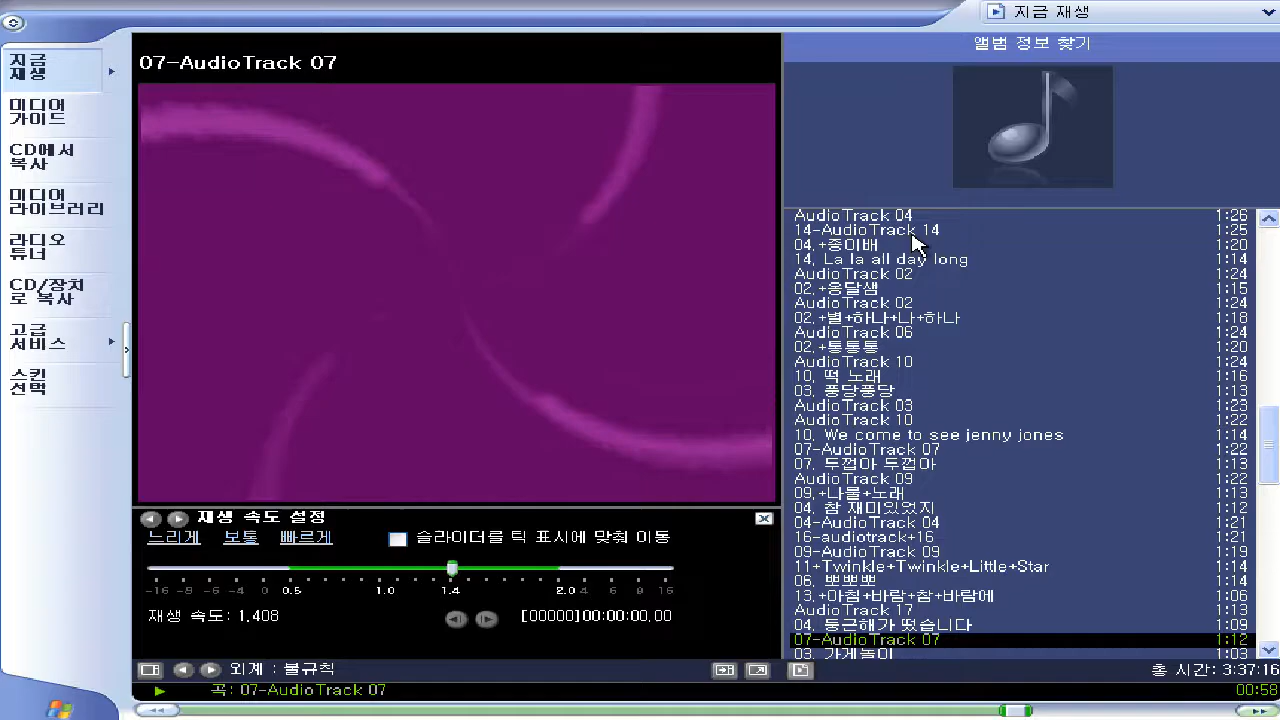 지금 재생
지금
재생
미디어
가이드
CD에서
복사
미디어
라이브러리
라디오
튜너
CD/장치
로 복사
고급
서비스
스킨
선택
07-AudioTrack 07
재생 속도 설정
느리게 보통 빠르게 슬라이더를 틱 표시에 맞춰 이동
-16 -9 -6 -4 0 0.5 1.0 1.4 2.0 4 6 9 16
재생 속도: 1.408 [00000]00:00:00.00
외계 : 불규칙
앨범 정보 찾기
AudioTrack 04 1:26
14-AudioTrack 14 1:25
04.+종이배 1:20
14. La la all day long 1:14
AudioTrack 02 1:24
02.+옹달샘 1:15
AudioTrack 02 1:24
02.+별+하나+나+하나 1:18
AudioTrack 06 1:24
02.+통통통 1:20
AudioTrack 10 1:24
10. 떡 노래 1:16
03. 퐁당퐁당 1:13
AudioTrack 03 1:23
AudioTrack 10 1:22
10. We come to see jenny jones 1:14
07-AudioTrack 07 1:22
07. 두껍아 두껍아 1:13
AudioTrack 09 1:22
09.+나물+노래 1:13
04. 참 재미있었지 1:12
04-AudioTrack 04 1:21
16-audiotrack+16 1:21
09-AudioTrack 09 1:19
11+Twinkle+Twinkle+Little+Star 1:14
06. 뽀뽀뽀 1:14
13.+아침+바람+찬+바람에 1:06
AudioTrack 17 1:13
04. 둥근해가 떴습니다 1:09
07-AudioTrack 07 1:12
03. 가게놀이 1:03
총 시간: 3:37:16
곡: 07-AudioTrack 07 00:58